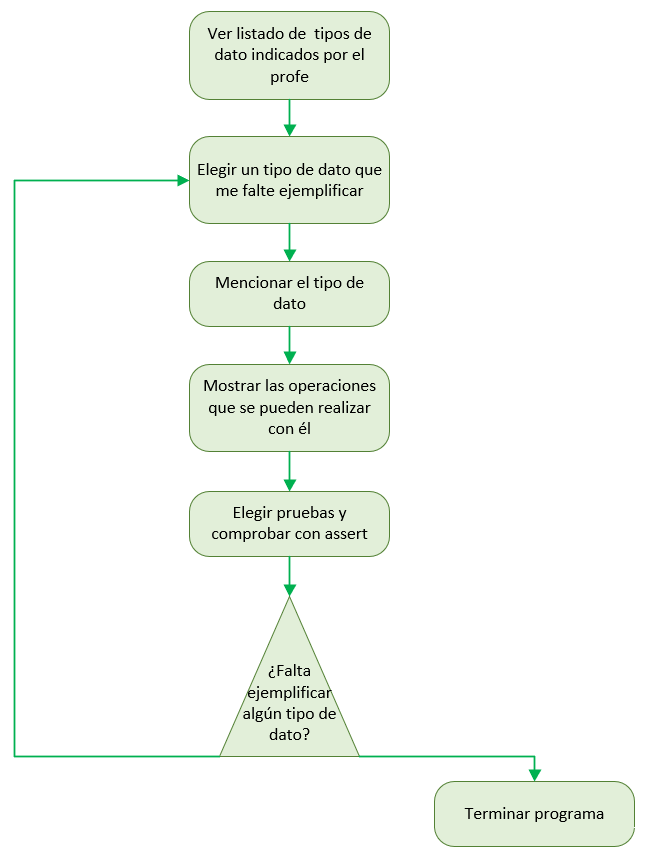 Ver listado de  tipos de
dato indicados por el
profe
Elegir un tipo de dato que
me falte ejemplificar
Mencionar el tipo de
dato
Mostrar las operaciones
que se pueden realizar
con él
Elegir pruebas y
comprobar con assert
¿Falta
ejemplificar
algún tipo de
dato?
Terminar programa